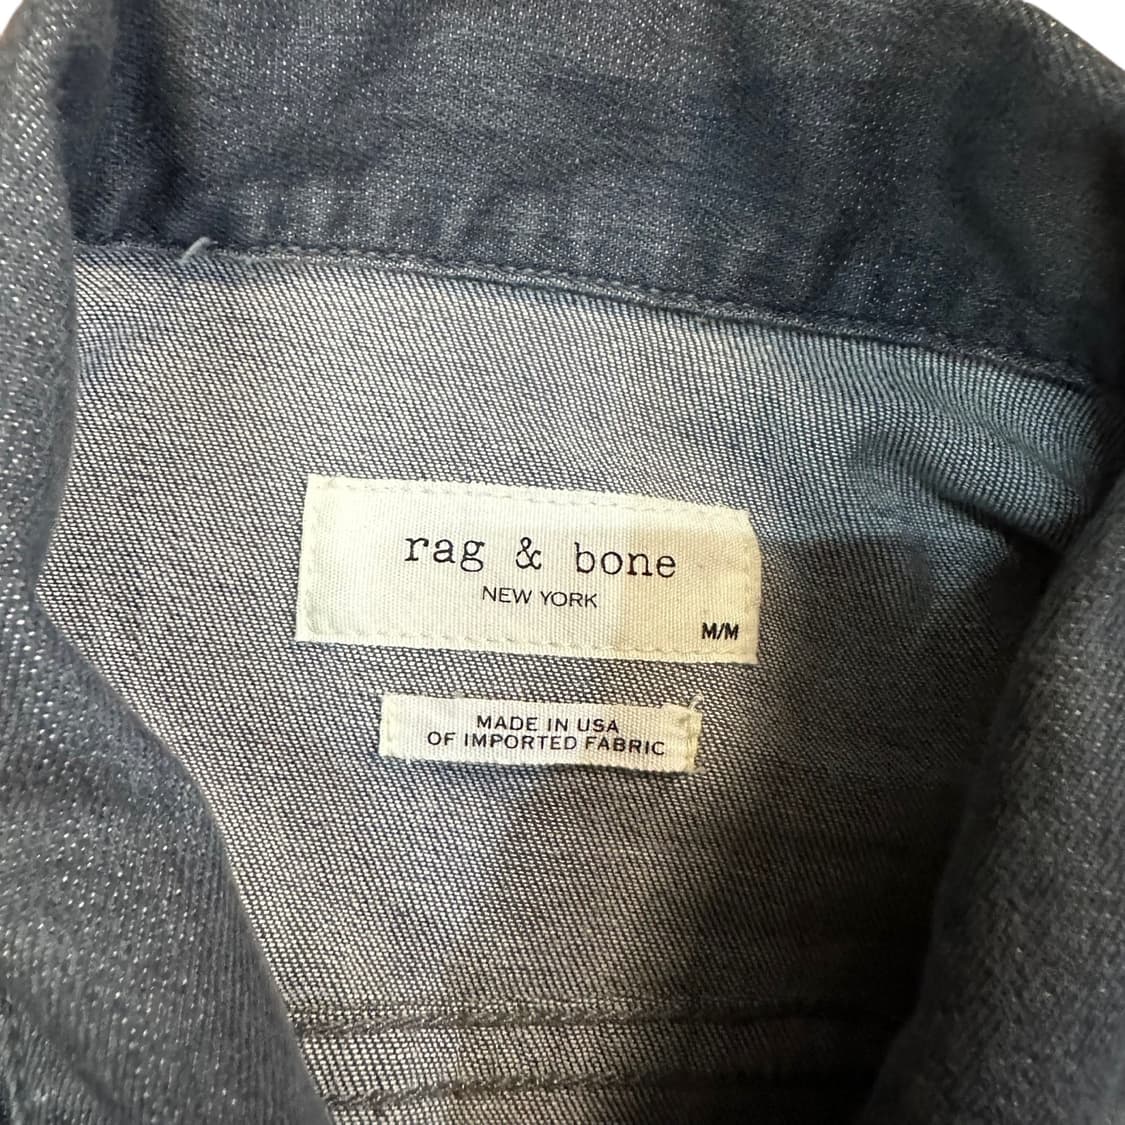 rag & bone
NEW YORK
M/M
MADE IN USA
OF IMPORTED FABRIC